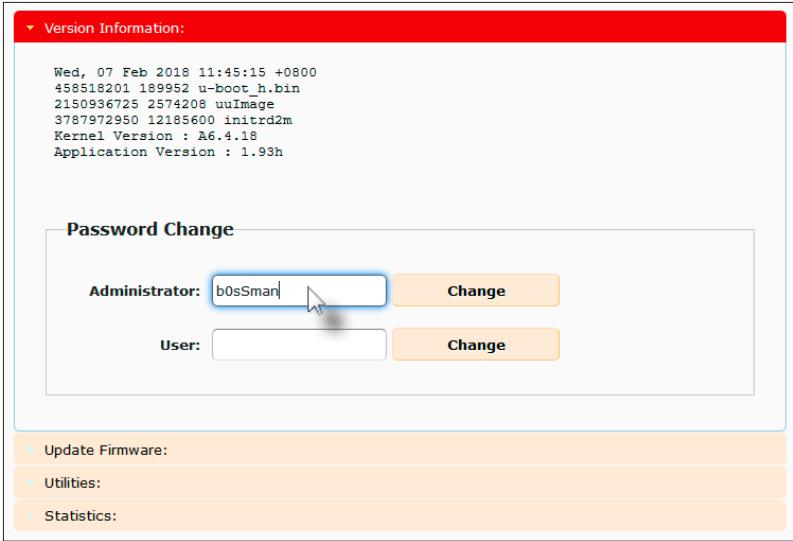 Version Information:
Wed, 07 Feb 2018 11:45:15 +0800
458518201 189952 u-boot_h.bin
2150936725 2574208 uuImage
3787972950 12185600 initrd2m
Kernel Version : A6.4.18
Application Version : 1.93h
Password Change
Administrator: b0sSman Change
User: Change
Update Firmware:
Utilities:
Statistics: